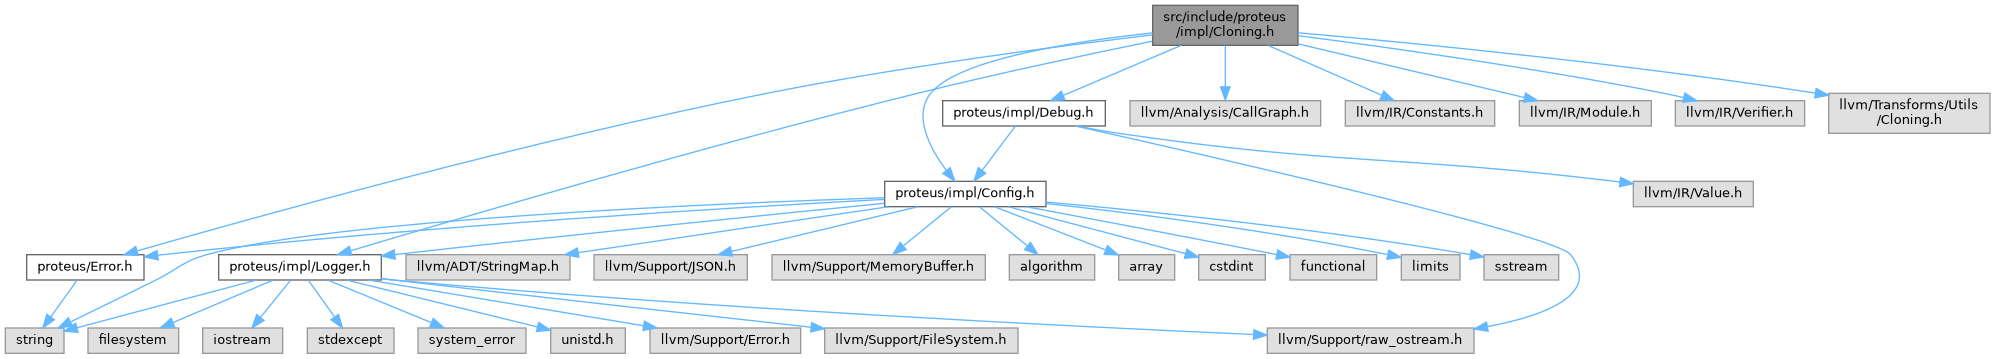 src/include/proteus
/impl/Cloning.h
proteus/impl/Debug.h
llvm/Analysis/CallGraph.h
llvm/IR/Constants.h
llvm/IR/Module.h
llvm/IR/Verifier.h
llvm/Transforms/Utils
/Cloning.h
proteus/impl/Config.h
llvm/IR/Value.h
proteus/Error.h
proteus/impl/Logger.h
llvm/ADT/StringMap.h
llvm/Support/JSON.h
llvm/Support/MemoryBuffer.h
algorithm
array
cstdint
functional
limits
sstream
string
filesystem
iostream
stdexcept
system_error
unistd.h
llvm/Support/Error.h
llvm/Support/FileSystem.h
llvm/Support/raw_ostream.h